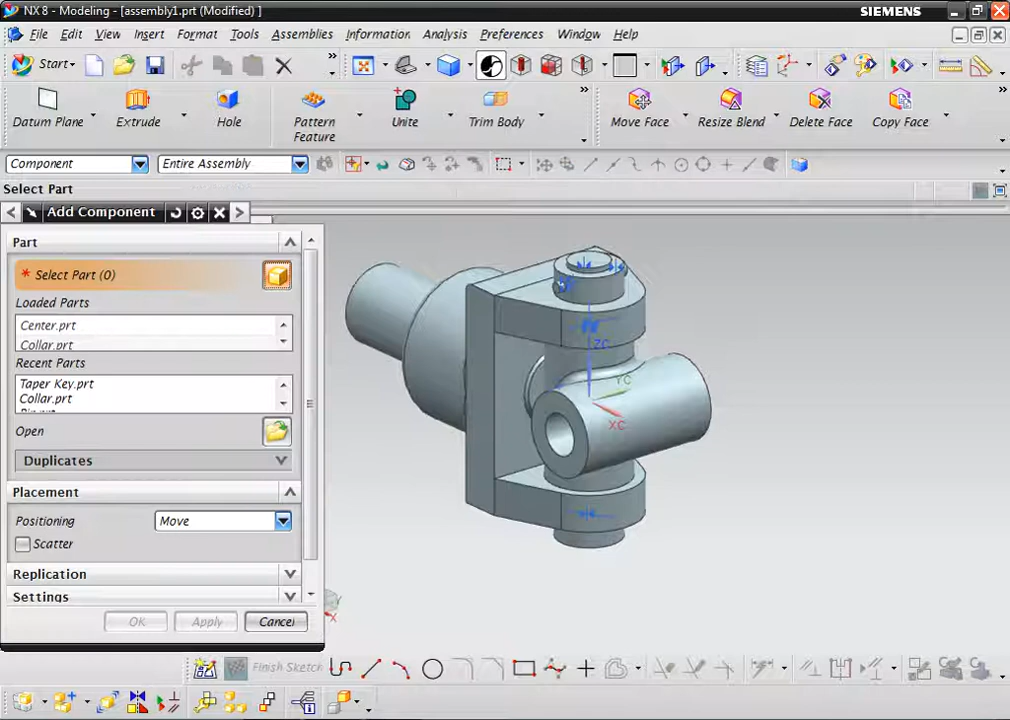 NX 8 - Modeling - [assembly1.prt (Modified) ]
SIEMENS
File Edit View Insert Format Tools Assemblies Information Analysis Preferences Window Help
Start
Datum Plane Extrude Hole Pattern Feature Unite Trim Body Move Face Resize Blend Delete Face Copy Face
Component Entire Assembly
Select Part
Add Component
Part
* Select Part (0)
Loaded Parts
Center.prt
Collar.prt
Recent Parts
Taper Key.prt
Collar.prt
Open
Duplicates
Placement
Positioning Move
Scatter
Replication
Settings
OK Apply Cancel
ZC
YC
XC
Y
X
Finish Sketch